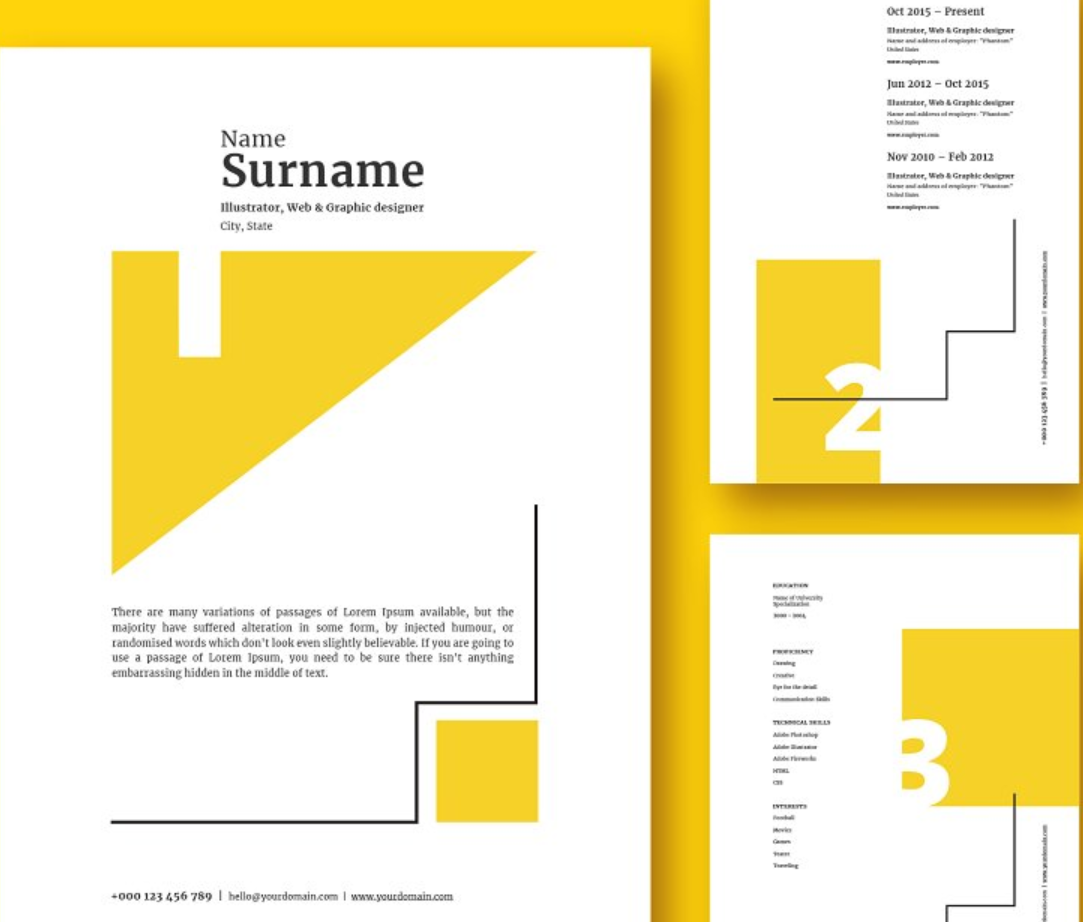 Name
Surname
Illustrator, Web & Graphic designer
City, State
There are many variations of passages of Lorem Ipsum available, but the
majority have suffered alteration in some form, by injected humour, or
randomised words which don't look even slightly believable. If you are going to
use a passage of Lorem Ipsum, you need to be sure there isn't anything
embarrassing hidden in the middle of text.
+000 123 456 789 | hello@yourdomain.com | www.yourdomain.com
Oct 2015 – Present
Illustrator, Web & Graphic designer
Name and address of employer: "Phantom"
United States
www.employer.com
Jun 2012 – Oct 2015
Illustrator, Web & Graphic designer
Name and address of employer: "Phantom"
United States
www.employer.com
Nov 2010 – Feb 2012
Illustrator, Web & Graphic designer
Name and address of employer: "Phantom"
United States
www.employer.com
2
+000 123 456 789 | hello@yourdomain.com | www.yourdomain.com
EDUCATION
Name of University
Specialization
PROFICIENCY
Drawing
Creative
Eye for the detail
Communication Skills
TECHNICAL SKILLS
Adobe Photoshop
Adobe Illustrator
Adobe Fireworks
HTML
CSS
INTERESTS
Football
Movies
Games
Traveling
3
| www.yourdomain.com